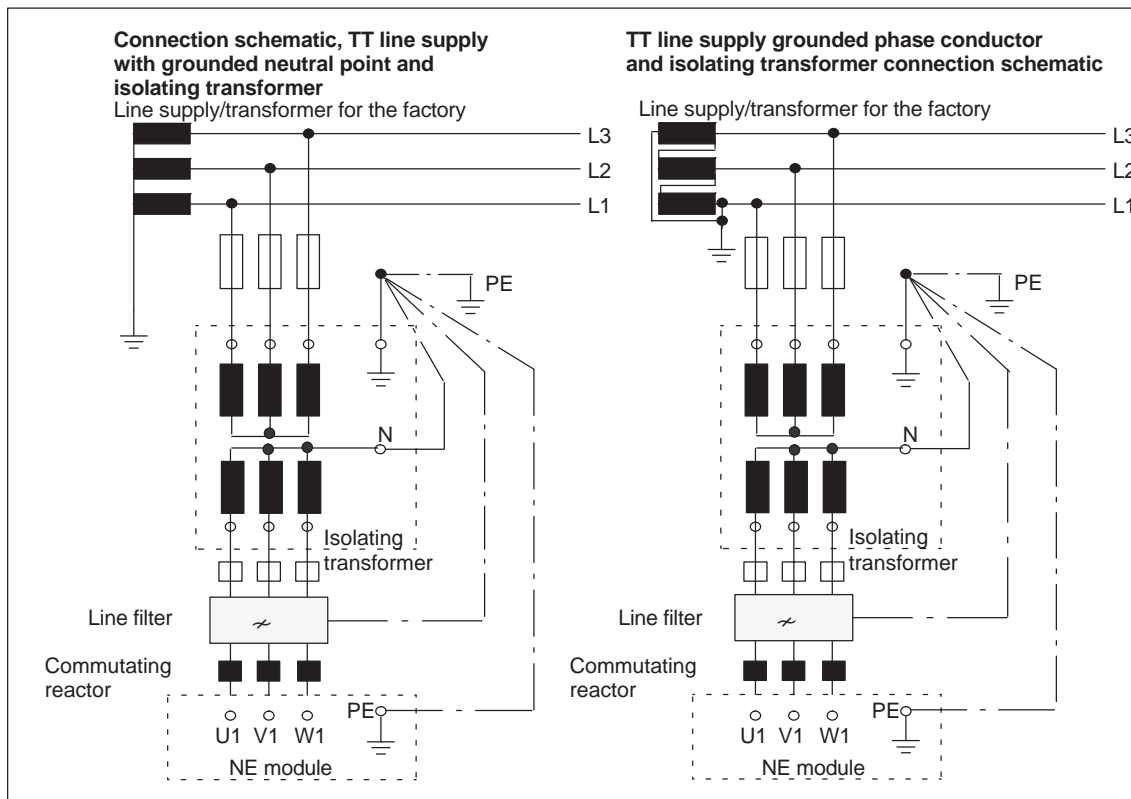 Connection schematic, TT line supply
with grounded neutral point and
isolating transformer
Line supply/transformer for the factory
L3
L2
L1
PE
N
Isolating
transformer
Line filter
Commutating
reactor
PE
U1 V1 W1
NE module
TT line supply grounded phase conductor
and isolating transformer connection schematic
Line supply/transformer for the factory
L3
L2
L1
PE
N
Isolating
transformer
Line filter
Commutating
reactor
PE
U1 V1 W1
NE module